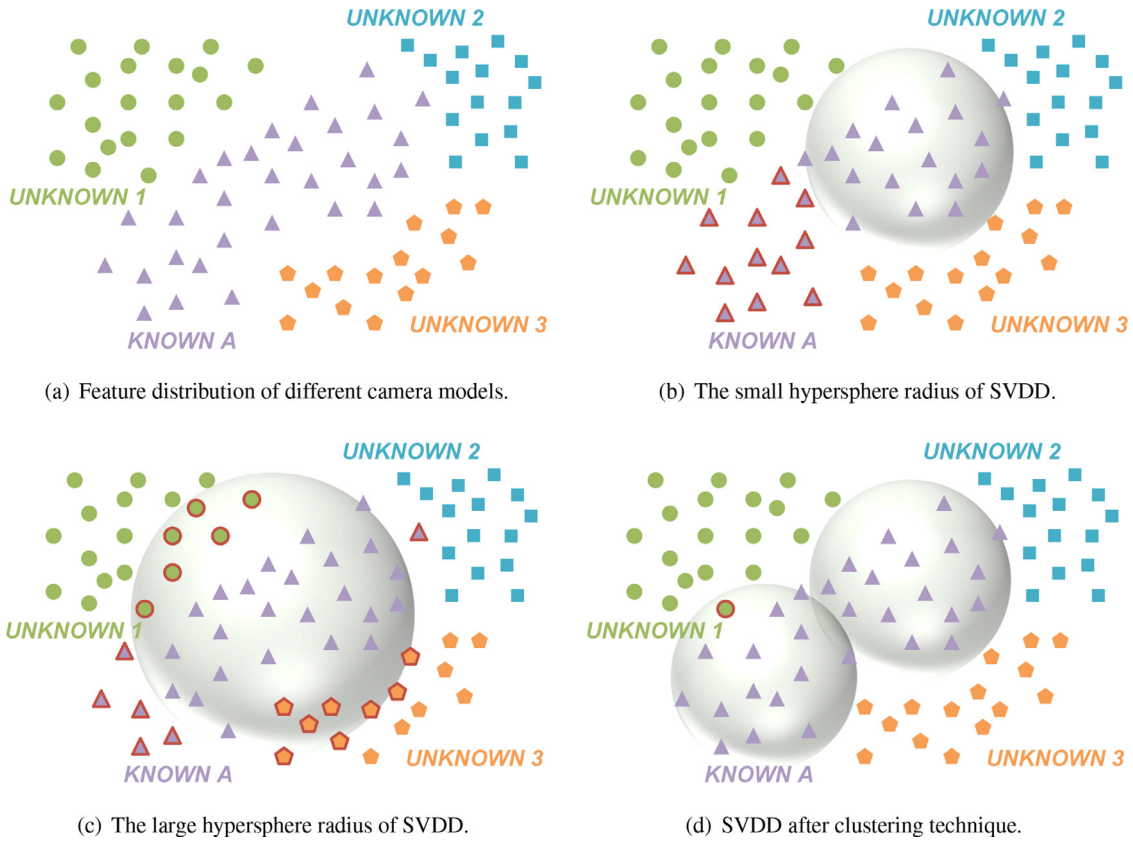 UNKNOWN 2
UNKNOWN 1
UNKNOWN 3
KNOWN A
(a) Feature distribution of different camera models.
UNKNOWN 2
UNKNOWN 1
UNKNOWN 3
KNOWN A
(b) The small hypersphere radius of SVDD.
UNKNOWN 2
UNKNOWN 1
UNKNOWN 3
KNOWN A
(c) The large hypersphere radius of SVDD.
UNKNOWN 2
UNKNOWN 1
UNKNOWN 3
KNOWN A
(d) SVDD after clustering technique.